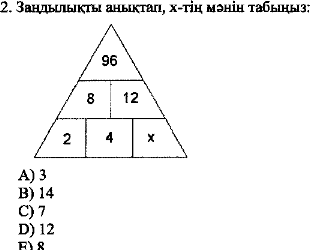 2. Заңдылықты анықтап, х-тің мәнін табыңыз:
96
8 12
2 4 x
A) 3
B) 14
C) 7
D) 12
E) 8